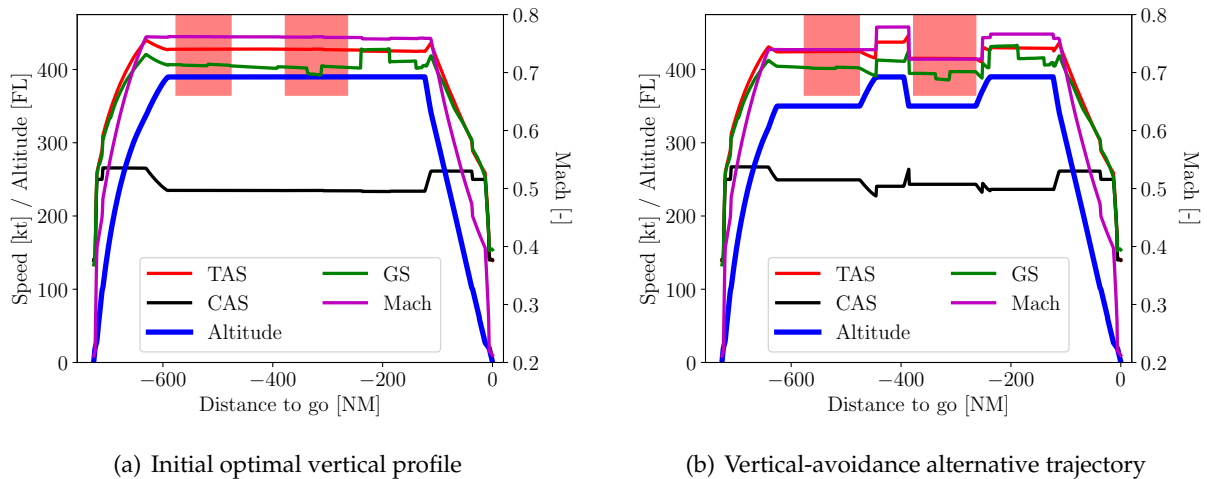 Speed [kt] / Altitude [FL]
400
300
200
100
0
0.8
0.7
0.6
0.5
0.4
0.3
0.2
Mach [-]
TAS
CAS
Altitude
GS
Mach
−600
−400
−200
0
Distance to go [NM]
(a) Initial optimal vertical profile
Speed [kt] / Altitude [FL]
400
300
200
100
0
0.8
0.7
0.6
0.5
0.4
0.3
0.2
Mach [-]
TAS
CAS
Altitude
GS
Mach
−600
−400
−200
0
Distance to go [NM]
(b) Vertical-avoidance alternative trajectory